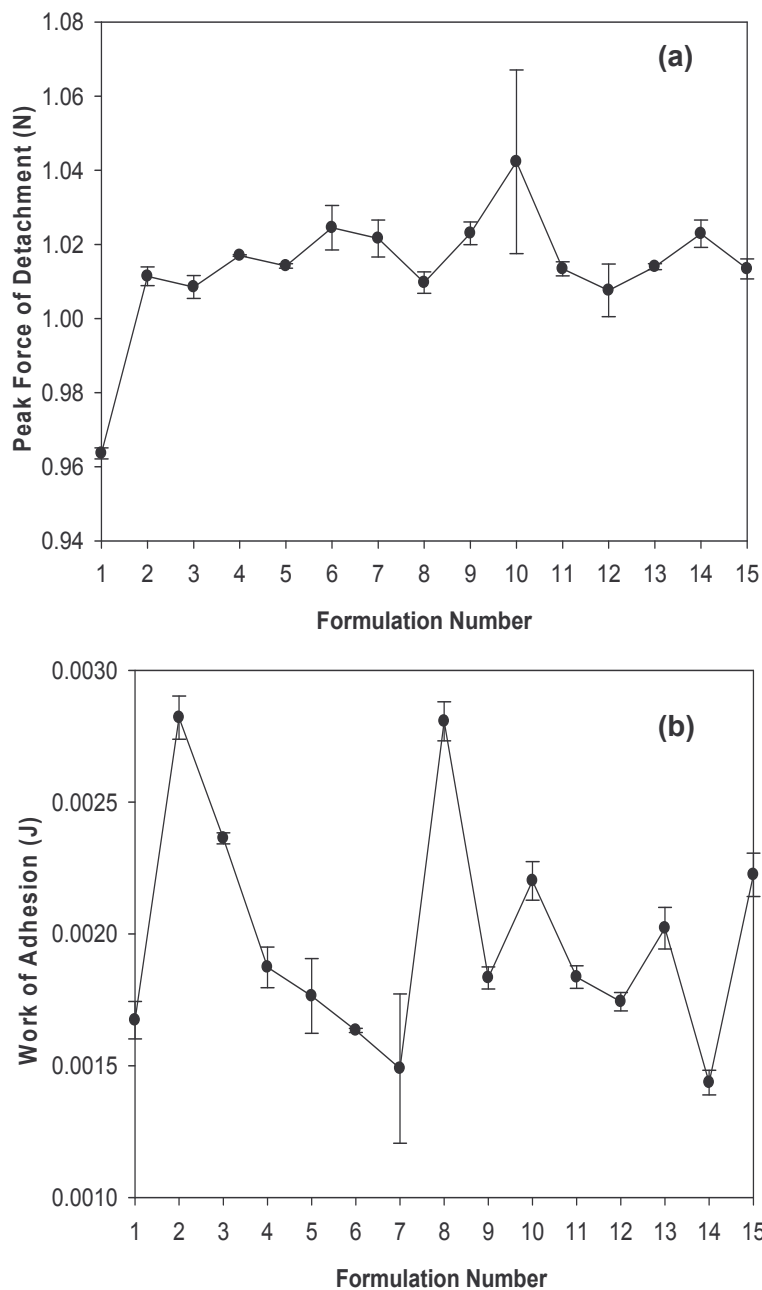 1.08
(a)
1.06
1.04
1.02
1.00
0.98
0.96
0.94
Peak Force of Detachment (N)
1 2 3 4 5 6 7 8 9 10 11 12 13 14 15
Formulation Number
0.0030
(b)
0.0025
0.0020
0.0015
0.0010
Work of Adhesion (J)
1 2 3 4 5 6 7 8 9 10 11 12 13 14 15
Formulation Number